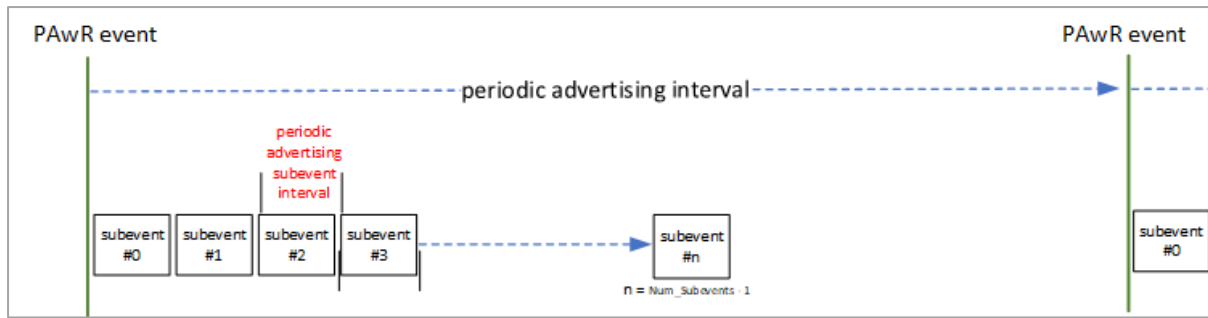 PAwR event
PAwR event
periodic advertising interval
periodic
advertising
subevent
interval
subevent
#0
subevent
#1
subevent
#2
subevent
#3
subevent
#n
subevent
#0
n = Num_Subevents - 1